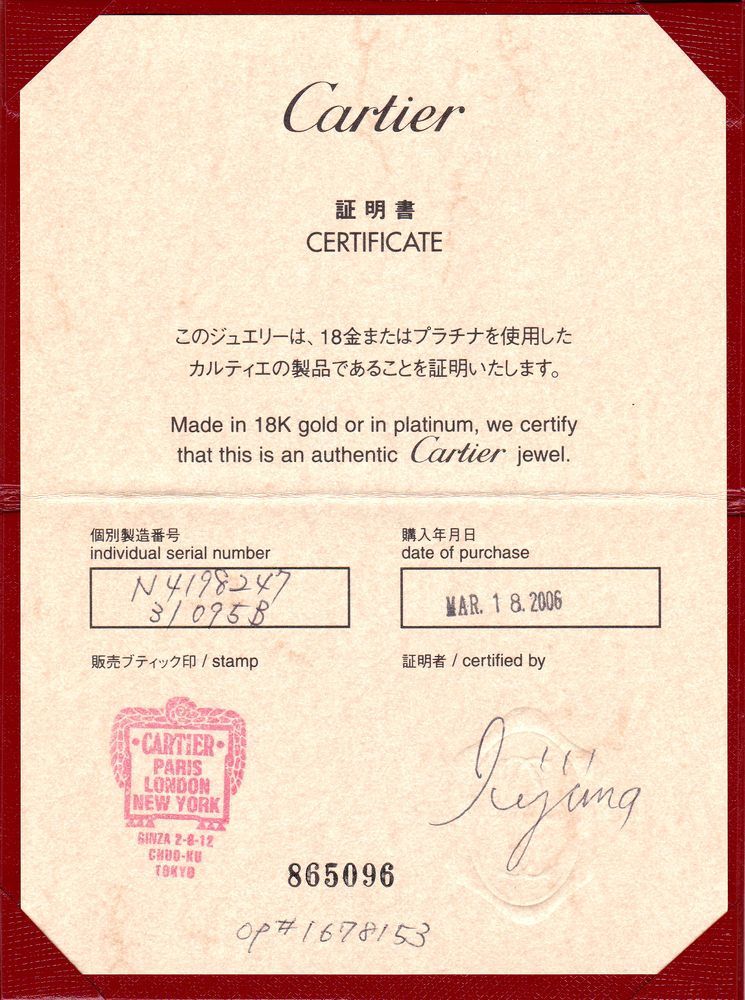 Cartier
証明書
CERTIFICATE
このジュエリーは、18金またはプラチナを使用した
カルティエの製品であることを証明いたします。
Made in 18K gold or in platinum, we certify
that this is an authentic Cartier jewel.
個別製造番号
individual serial number
N4198247
31095B
購入年月日
date of purchase
MAR. 18.2006
販売ブティック印 / stamp
証明者 / certified by
•CARTIER•
PARIS
LONDON
NEW YORK
GINZA 2-8-12
CHUO-KU
TOKYO
865096
OP#1678153